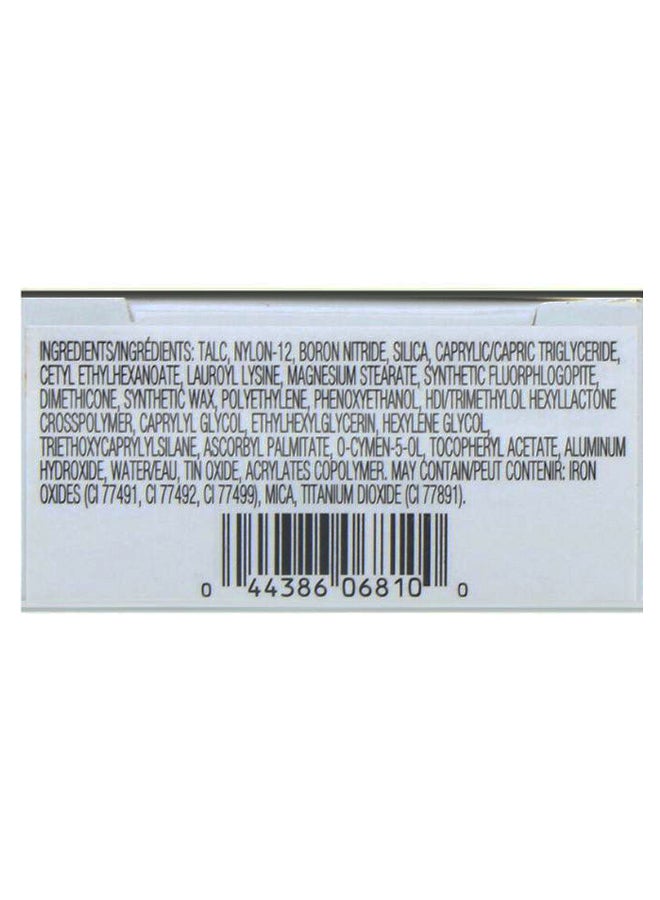 INGREDIENTS/INGRÉDIENTS: TALC, NYLON-12, BORON NITRIDE, SILICA, CAPRYLIC/CAPRIC TRIGLYCERIDE,
CETYL ETHYLHEXANOATE, LAUROYL LYSINE, MAGNESIUM STEARATE, SYNTHETIC FLUORPHLOGOPITE,
DIMETHICONE, SYNTHETIC WAX, POLYETHYLENE, PHENOXYETHANOL, HDI/TRIMETHYLOL HEXYLLACTONE
CROSSPOLYMER, CAPRYLYL GLYCOL, ETHYLHEXYLGLYCERIN, HEXYLENE GLYCOL,
TRIETHOXYCAPRYLYLSILANE, ASCORBYL PALMITATE, O-CYMEN-5-OL, TOCOPHERYL ACETATE, ALUMINUM
HYDROXIDE, WATER/EAU, TIN OXIDE, ACRYLATES COPOLYMER. MAY CONTAIN/PEUT CONTENIR: IRON
OXIDES (CI 77491, CI 77492, CI 77499), MICA, TITANIUM DIOXIDE (CI 77891).
0 44386 06810 0